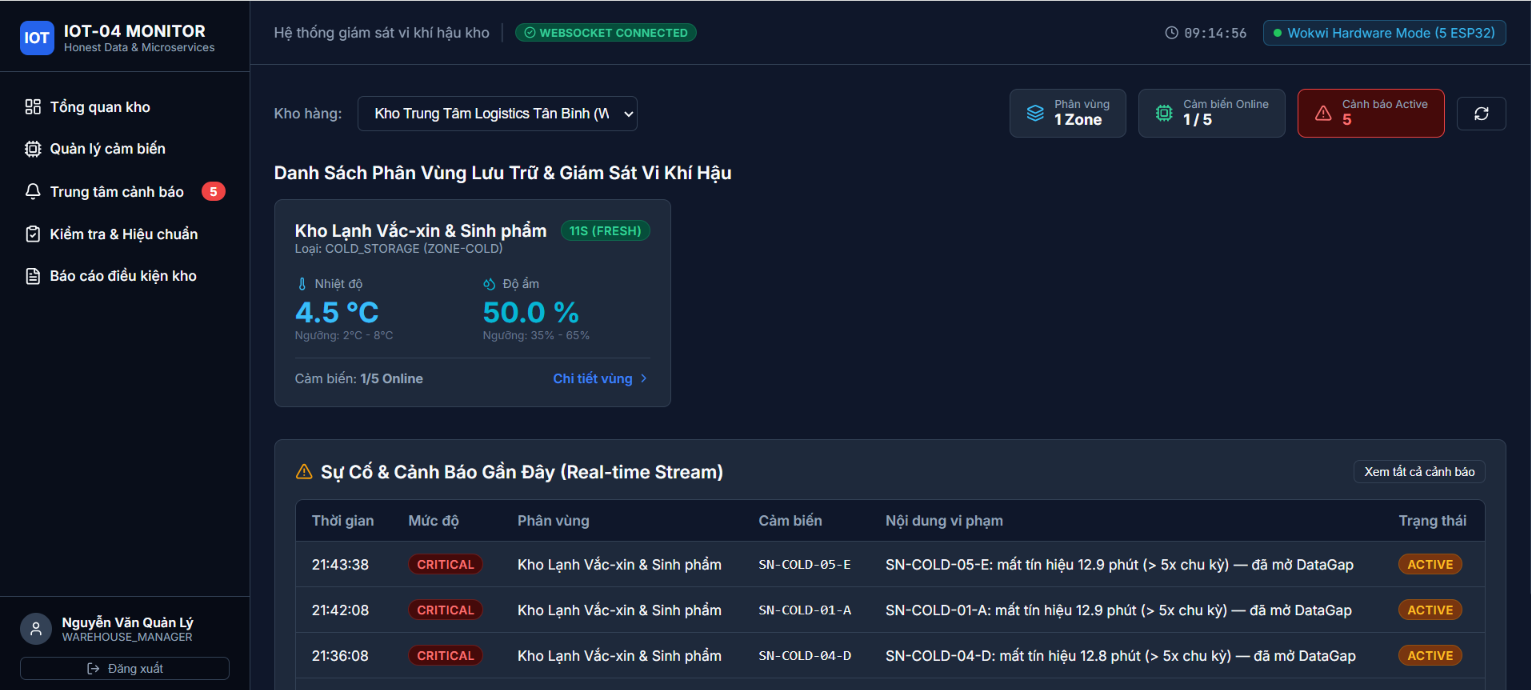 IOT
IOT-04 MONITOR
Honest Data & Microservices
Tổng quan kho
Quản lý cảm biến
Trung tâm cảnh báo 5
Kiểm tra & Hiệu chuẩn
Báo cáo điều kiện kho
Nguyễn Văn Quản Lý
WAREHOUSE_MANAGER
Đăng xuất
Hệ thống giám sát vi khí hậu kho WEBSOCKET CONNECTED 09:14:56 Wokwi Hardware Mode (5 ESP32)
Kho hàng: Kho Trung Tâm Logistics Tân Bình (W
Phân vùng
1 Zone
Cảm biến Online
1 / 5
Cảnh báo Active
5
Danh Sách Phân Vùng Lưu Trữ & Giám Sát Vi Khí Hậu
Kho Lạnh Vắc-xin & Sinh phẩm 11S (FRESH)
Loại: COLD_STORAGE (ZONE-COLD)
Nhiệt độ Độ ẩm
4.5 °C 50.0 %
Ngưỡng: 2°C - 8°C Ngưỡng: 35% - 65%
Cảm biến: 1/5 Online Chi tiết vùng
Sự Cố & Cảnh Báo Gần Đây (Real-time Stream) Xem tất cả cảnh báo
Thời gian Mức độ Phân vùng Cảm biến Nội dung vi phạm Trạng thái
21:43:38 CRITICAL Kho Lạnh Vắc-xin & Sinh phẩm SN-COLD-05-E SN-COLD-05-E: mất tín hiệu 12.9 phút (> 5x chu kỳ) — đã mở DataGap ACTIVE
21:42:08 CRITICAL Kho Lạnh Vắc-xin & Sinh phẩm SN-COLD-01-A SN-COLD-01-A: mất tín hiệu 12.9 phút (> 5x chu kỳ) — đã mở DataGap ACTIVE
21:36:08 CRITICAL Kho Lạnh Vắc-xin & Sinh phẩm SN-COLD-04-D SN-COLD-04-D: mất tín hiệu 12.8 phút (> 5x chu kỳ) — đã mở DataGap ACTIVE